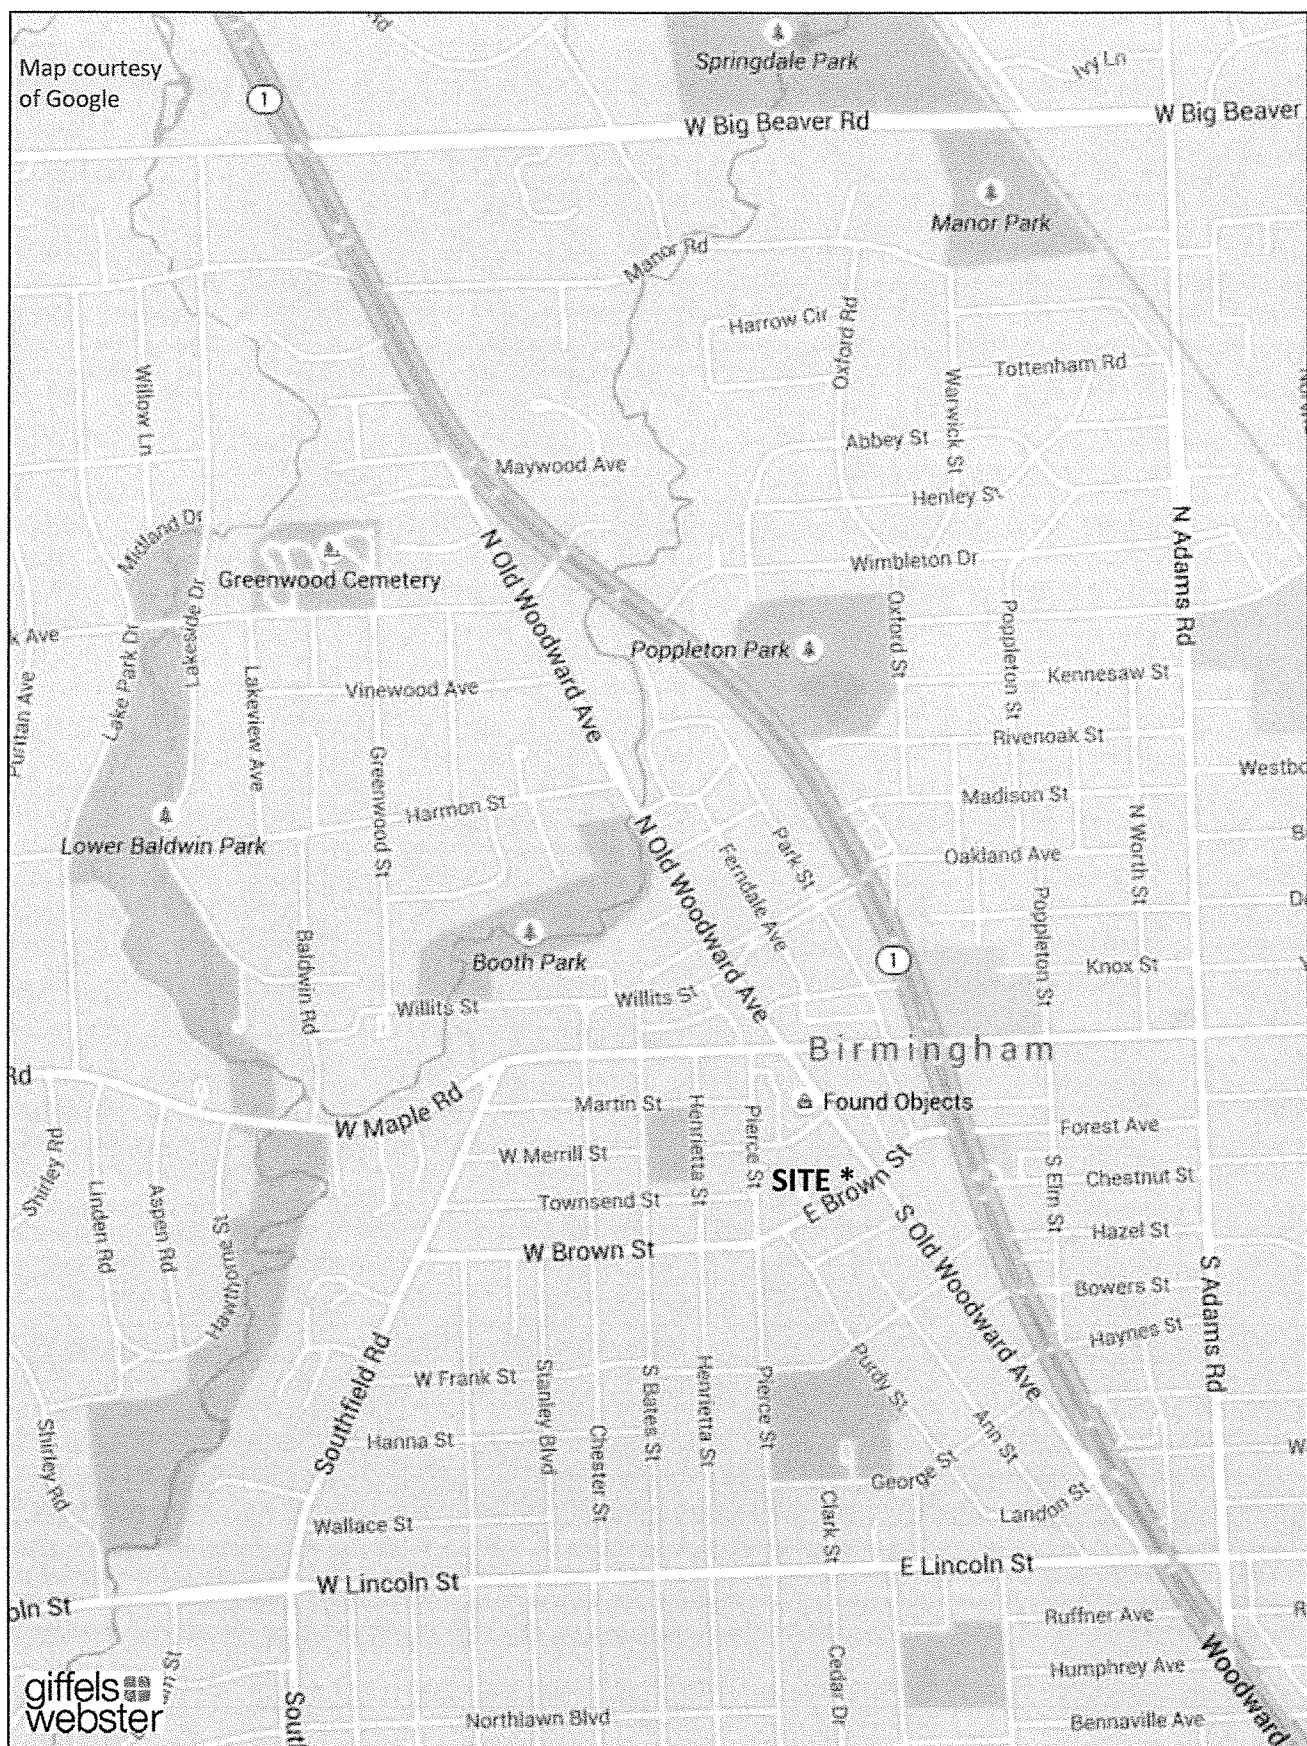 Map courtesy
of Google
1
Springdale Park
Ivy Ln
W Big Beaver Rd
W Big Beaver
Manor Park
Manor Rd
Harrow Cir
Oxford Rd
Tottenham Rd
Willow Ln
Warwick St
Abbey St
Maywood Ave
Henley St
Midland Dr
N Old Woodward Ave
N Adams Rd
Wimbleton Dr
Greenwood Cemetery
Lakeside Dr
Oxford St
Poppleton St
Poppleton Park
Lake Park Dr
Puritan Ave
Lakeview Ave
Vinewood Ave
Kennesaw St
Rivenoak St
Greenwood St
Harmon St
Madison St
N Worth St
Lower Baldwin Park
N Old Woodward Ave
Ferndale Ave
Park St
Oakland Ave
Poppleton St
Baldwin Rd
Booth Park
1
Knox St
Willits St
Willits St
Birmingham
Rd
W Maple Rd
Martin St
Henrietta St
Pierce St
Found Objects
Forest Ave
Shirley Rd
Linden Rd
Aspen Rd
Hawthorne St
W Merrill St
SITE *
E Brown St
S Elm St
Chestnut St
Townsend St
Hazel St
W Brown St
S Old Woodward Ave
S Adams Rd
Bowers St
Haynes St
Southfield Rd
W Frank St
Stanley Blvd
S Bates St
Henrietta St
Pierce St
Purdy St
Ann St
Shirley Rd
Hanna St
Chester St
George St
Clark St
Landon St
Wallace St
W Lincoln St
E Lincoln St
oln St
Ruffner Ave
Cedar Dr
Humphrey Ave
Woodward
giffels
webster
Northlawn Blvd
Bennaville Ave